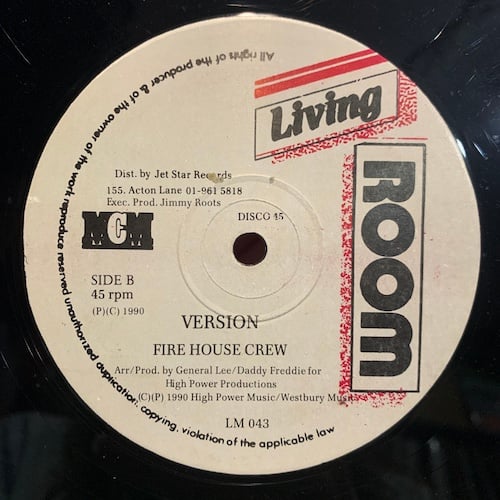 All rights of the producer & of the owner of the work reproduce reserved unauthorized duplication, copying, violation of the applicable law
Living
ROOM
Dist. by Jet Star Records
155. Acton Lane 01-961 5818
Exec. Prod. Jimmy Roots
DISCO 45
MCM
SIDE B
45 rpm
(P)(C) 1990
VERSION
FIRE HOUSE CREW
Arr/Prod. by General Lee/Daddy Freddie for
High Power Productions
(C)(P) 1990 High Power Music/Westbury Music
LM 043